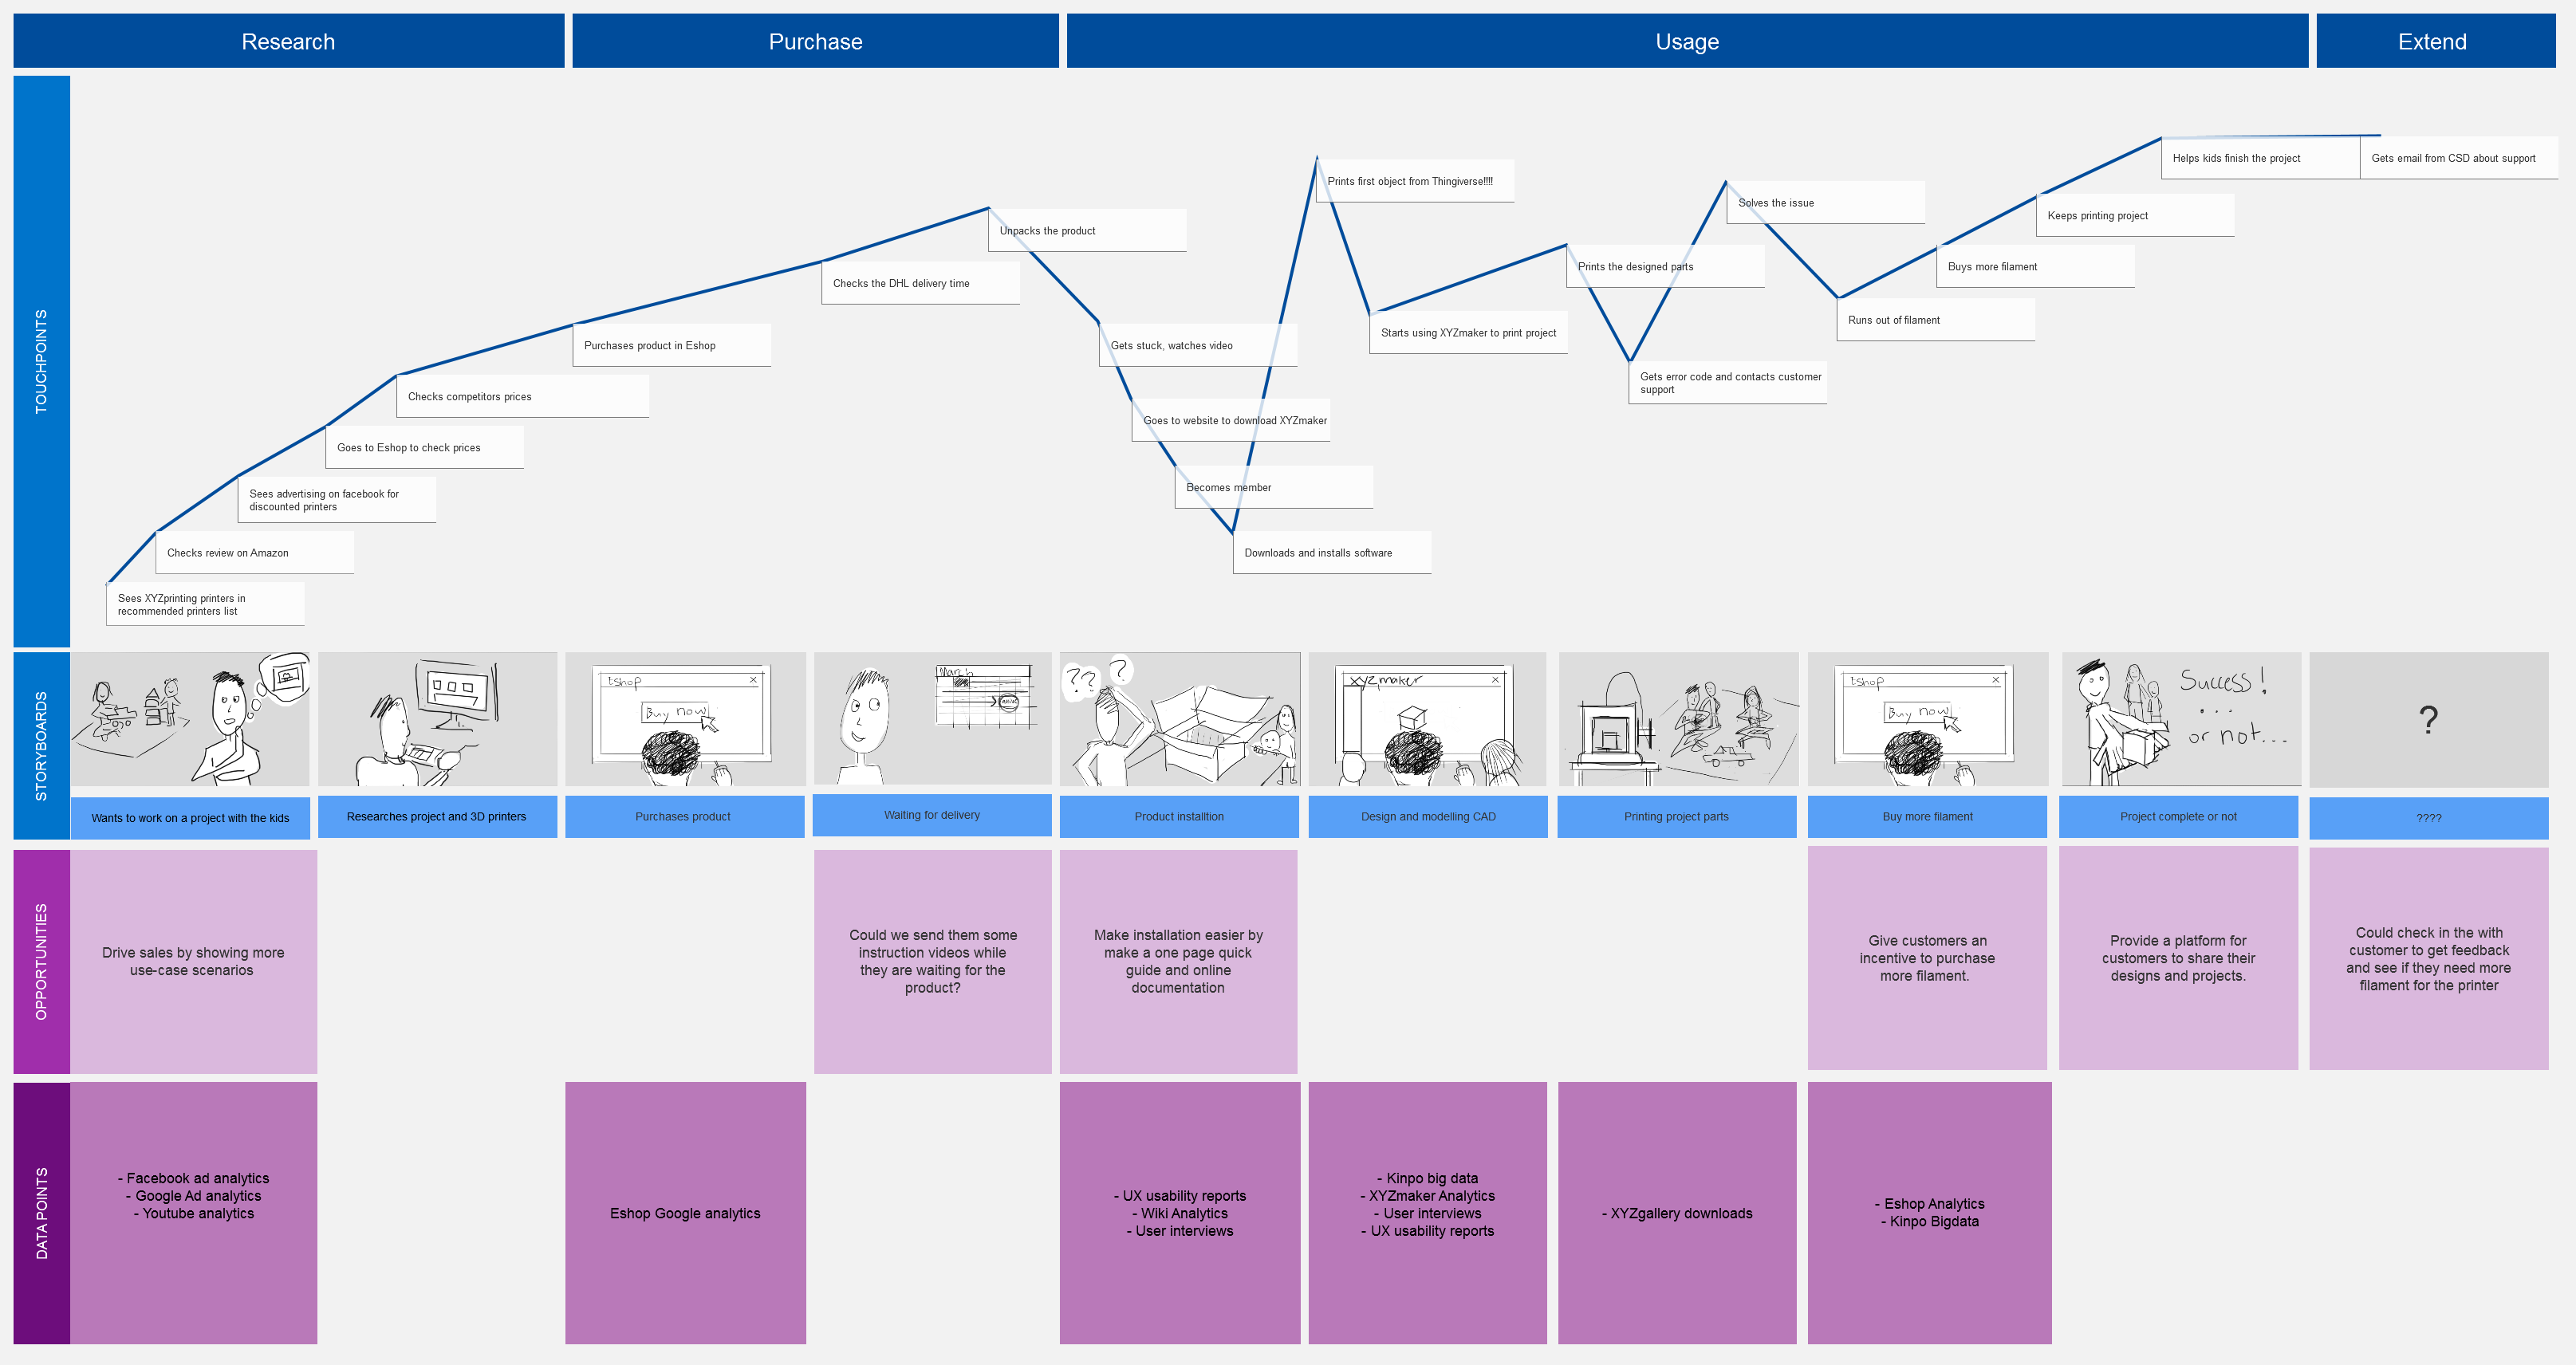 Research
Purchase
Usage
Extend
TOUCHPOINTS
Sees XYZprinting printers in
recommended printers list
Checks review on Amazon
Sees advertising on facebook for
discounted printers
Goes to Eshop to check prices
Checks competitors prices
Purchases product in Eshop
Checks the DHL delivery time
Unpacks the product
Gets stuck, watches video
Goes to website to download XYZmaker
Becomes member
Downloads and installs software
Prints first object from Thingiverse!!!!
Starts using XYZmaker to print project
Prints the designed parts
Gets error code and contacts customer
support
Solves the issue
Runs out of filament
Buys more filament
Keeps printing project
Helps kids finish the project
Gets email from CSD about support
STORYBOARDS
Eshop
Buy now
March
? ?
?
xyzmaker
Eshop
Buy now
Success!
...
or not...
?
Wants to work on a project with the kids
Researches project and 3D printers
Purchases product
Waiting for delivery
Product installtion
Design and modelling CAD
Printing project parts
Buy more filament
Project complete or not
????
OPPORTUNITIES
Drive sales by showing more
use-case scenarios
Could we send them some
instruction videos while
they are waiting for the
product?
Make installation easier by
make a one page quick
guide and online
documentation
Give customers an
incentive to purchase
more filament.
Provide a platform for
customers to share their
designs and projects.
Could check in the with
customer to get feedback
and see if they need more
filament for the printer
DATA POINTS
- Facebook ad analytics
- Google Ad analytics
- Youtube analytics
Eshop Google analytics
- UX usability reports
- Wiki Analytics
- User interviews
- Kinpo big data
- XYZmaker Analytics
- User interviews
- UX usability reports
- XYZgallery downloads
- Eshop Analytics
- Kinpo Bigdata